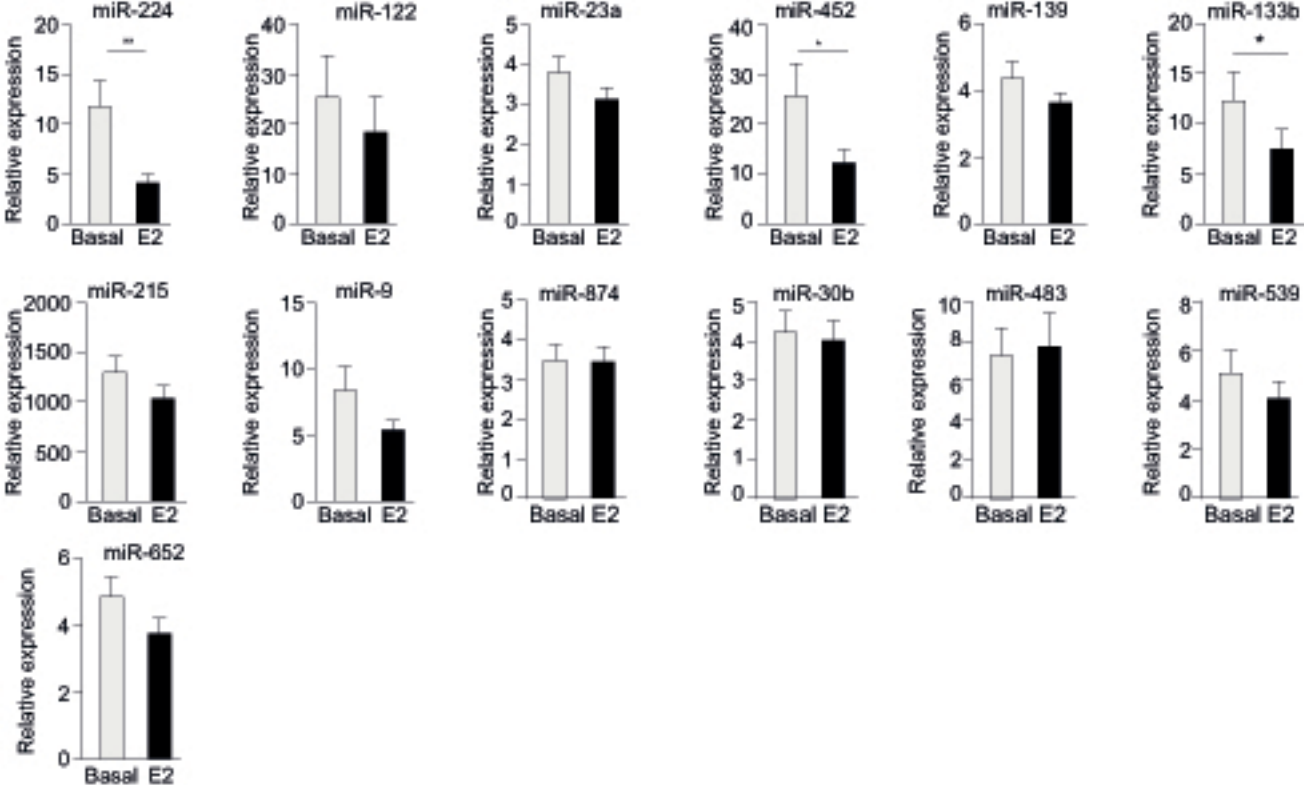 miR-224
Relative expression
20
15
10
5
0
**
Basal E2
miR-122
Relative expression
40
30
20
10
0
Basal E2
miR-23a
Relative expression
5
4
3
2
1
0
Basal E2
miR-452
Relative expression
40
30
20
10
0
*
Basal E2
miR-139
Relative expression
6
4
2
0
Basal E2
miR-133b
Relative expression
20
15
10
5
0
*
Basal E2
miR-215
Relative expression
2000
1500
1000
500
0
Basal E2
miR-9
Relative expression
15
10
5
0
Basal E2
miR-874
Relative expression
5
4
3
2
1
0
Basal E2
miR-30b
Relative expression
5
4
3
2
1
0
Basal E2
miR-483
Relative expression
10
8
6
4
2
0
Basal E2
miR-539
Relative expression
8
6
4
2
0
Basal E2
miR-652
Relative expression
6
4
2
0
Basal E2